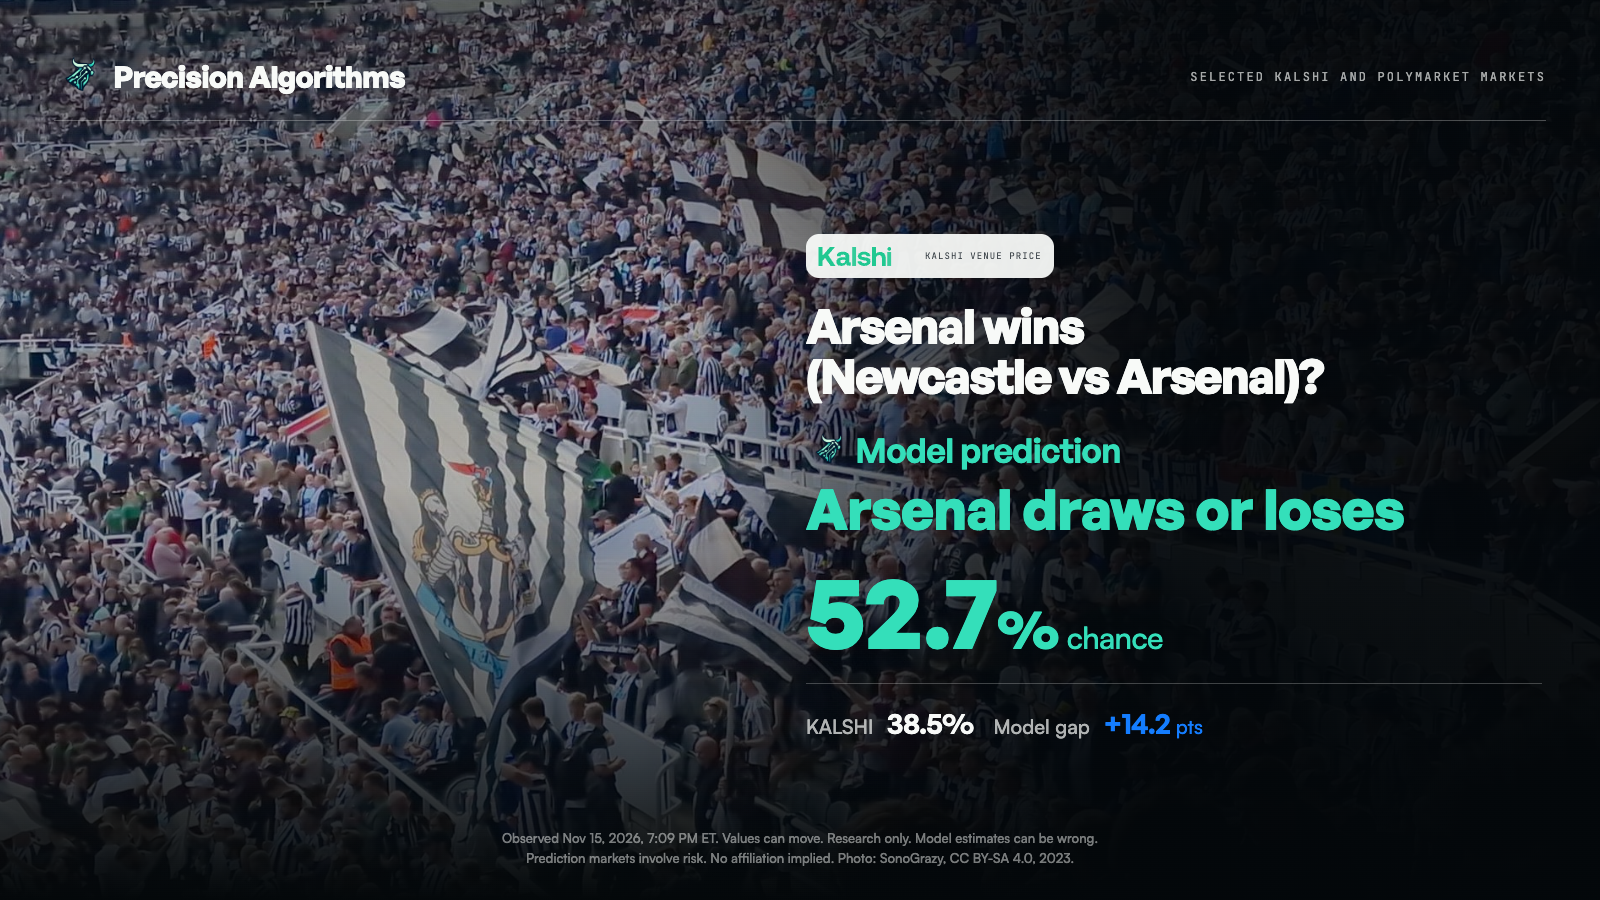 Precision Algorithms
SELECTED KALSHI AND POLYMARKET MARKETS
Kalshi KALSHI VENUE PRICE
Arsenal wins
(Newcastle vs Arsenal)?
Model prediction
Arsenal draws or loses
52.7% chance
KALSHI 38.5% Model gap +14.2 pts
Observed Nov 15, 2026, 7:09 PM ET. Values can move. Research only. Model estimates can be wrong.
Prediction markets involve risk. No affiliation implied. Photo: SonoGrazy, CC BY-SA 4.0, 2023.